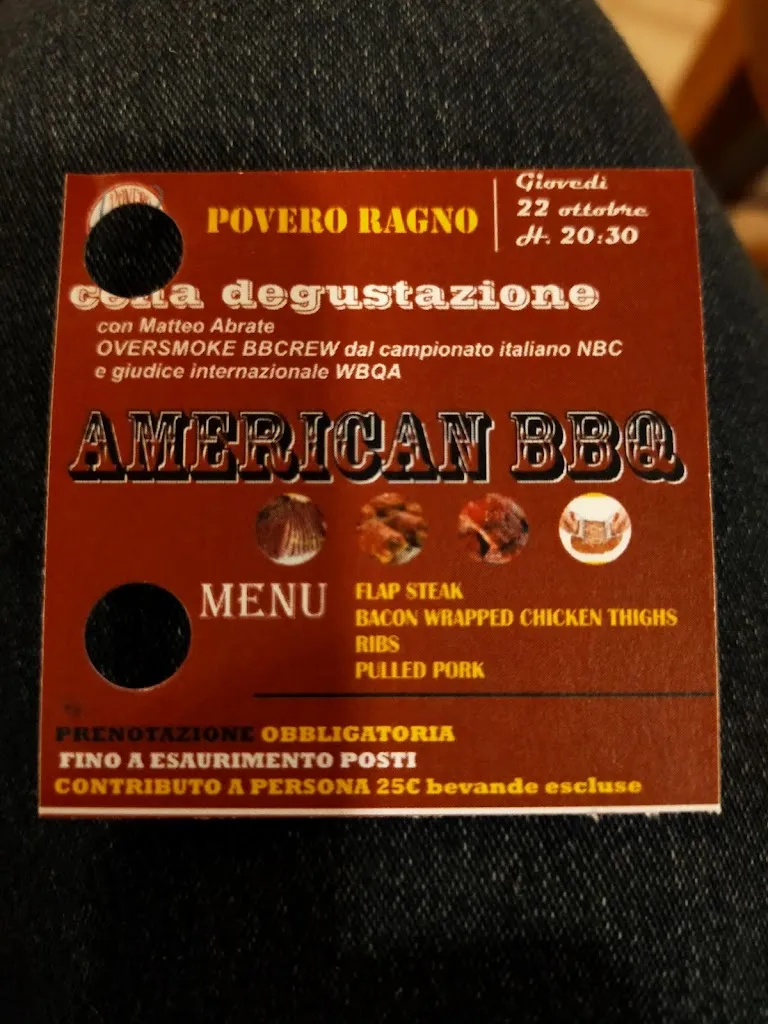 POVERO RAGNO
Giovedì
22 ottobre
H. 20:30
cena degustazione
con Matteo Abrate
OVERSMOKE BBCREW dal campionato italiano NBC
e giudice internazionale WBQA
AMERICAN BBQ
MENU
FLAP STEAK
BACON WRAPPED CHICKEN THIGHS
RIBS
PULLED PORK
PRENOTAZIONE OBBLIGATORIA
FINO A ESAURIMENTO POSTI
CONTRIBUTO A PERSONA 25€ bevande escluse